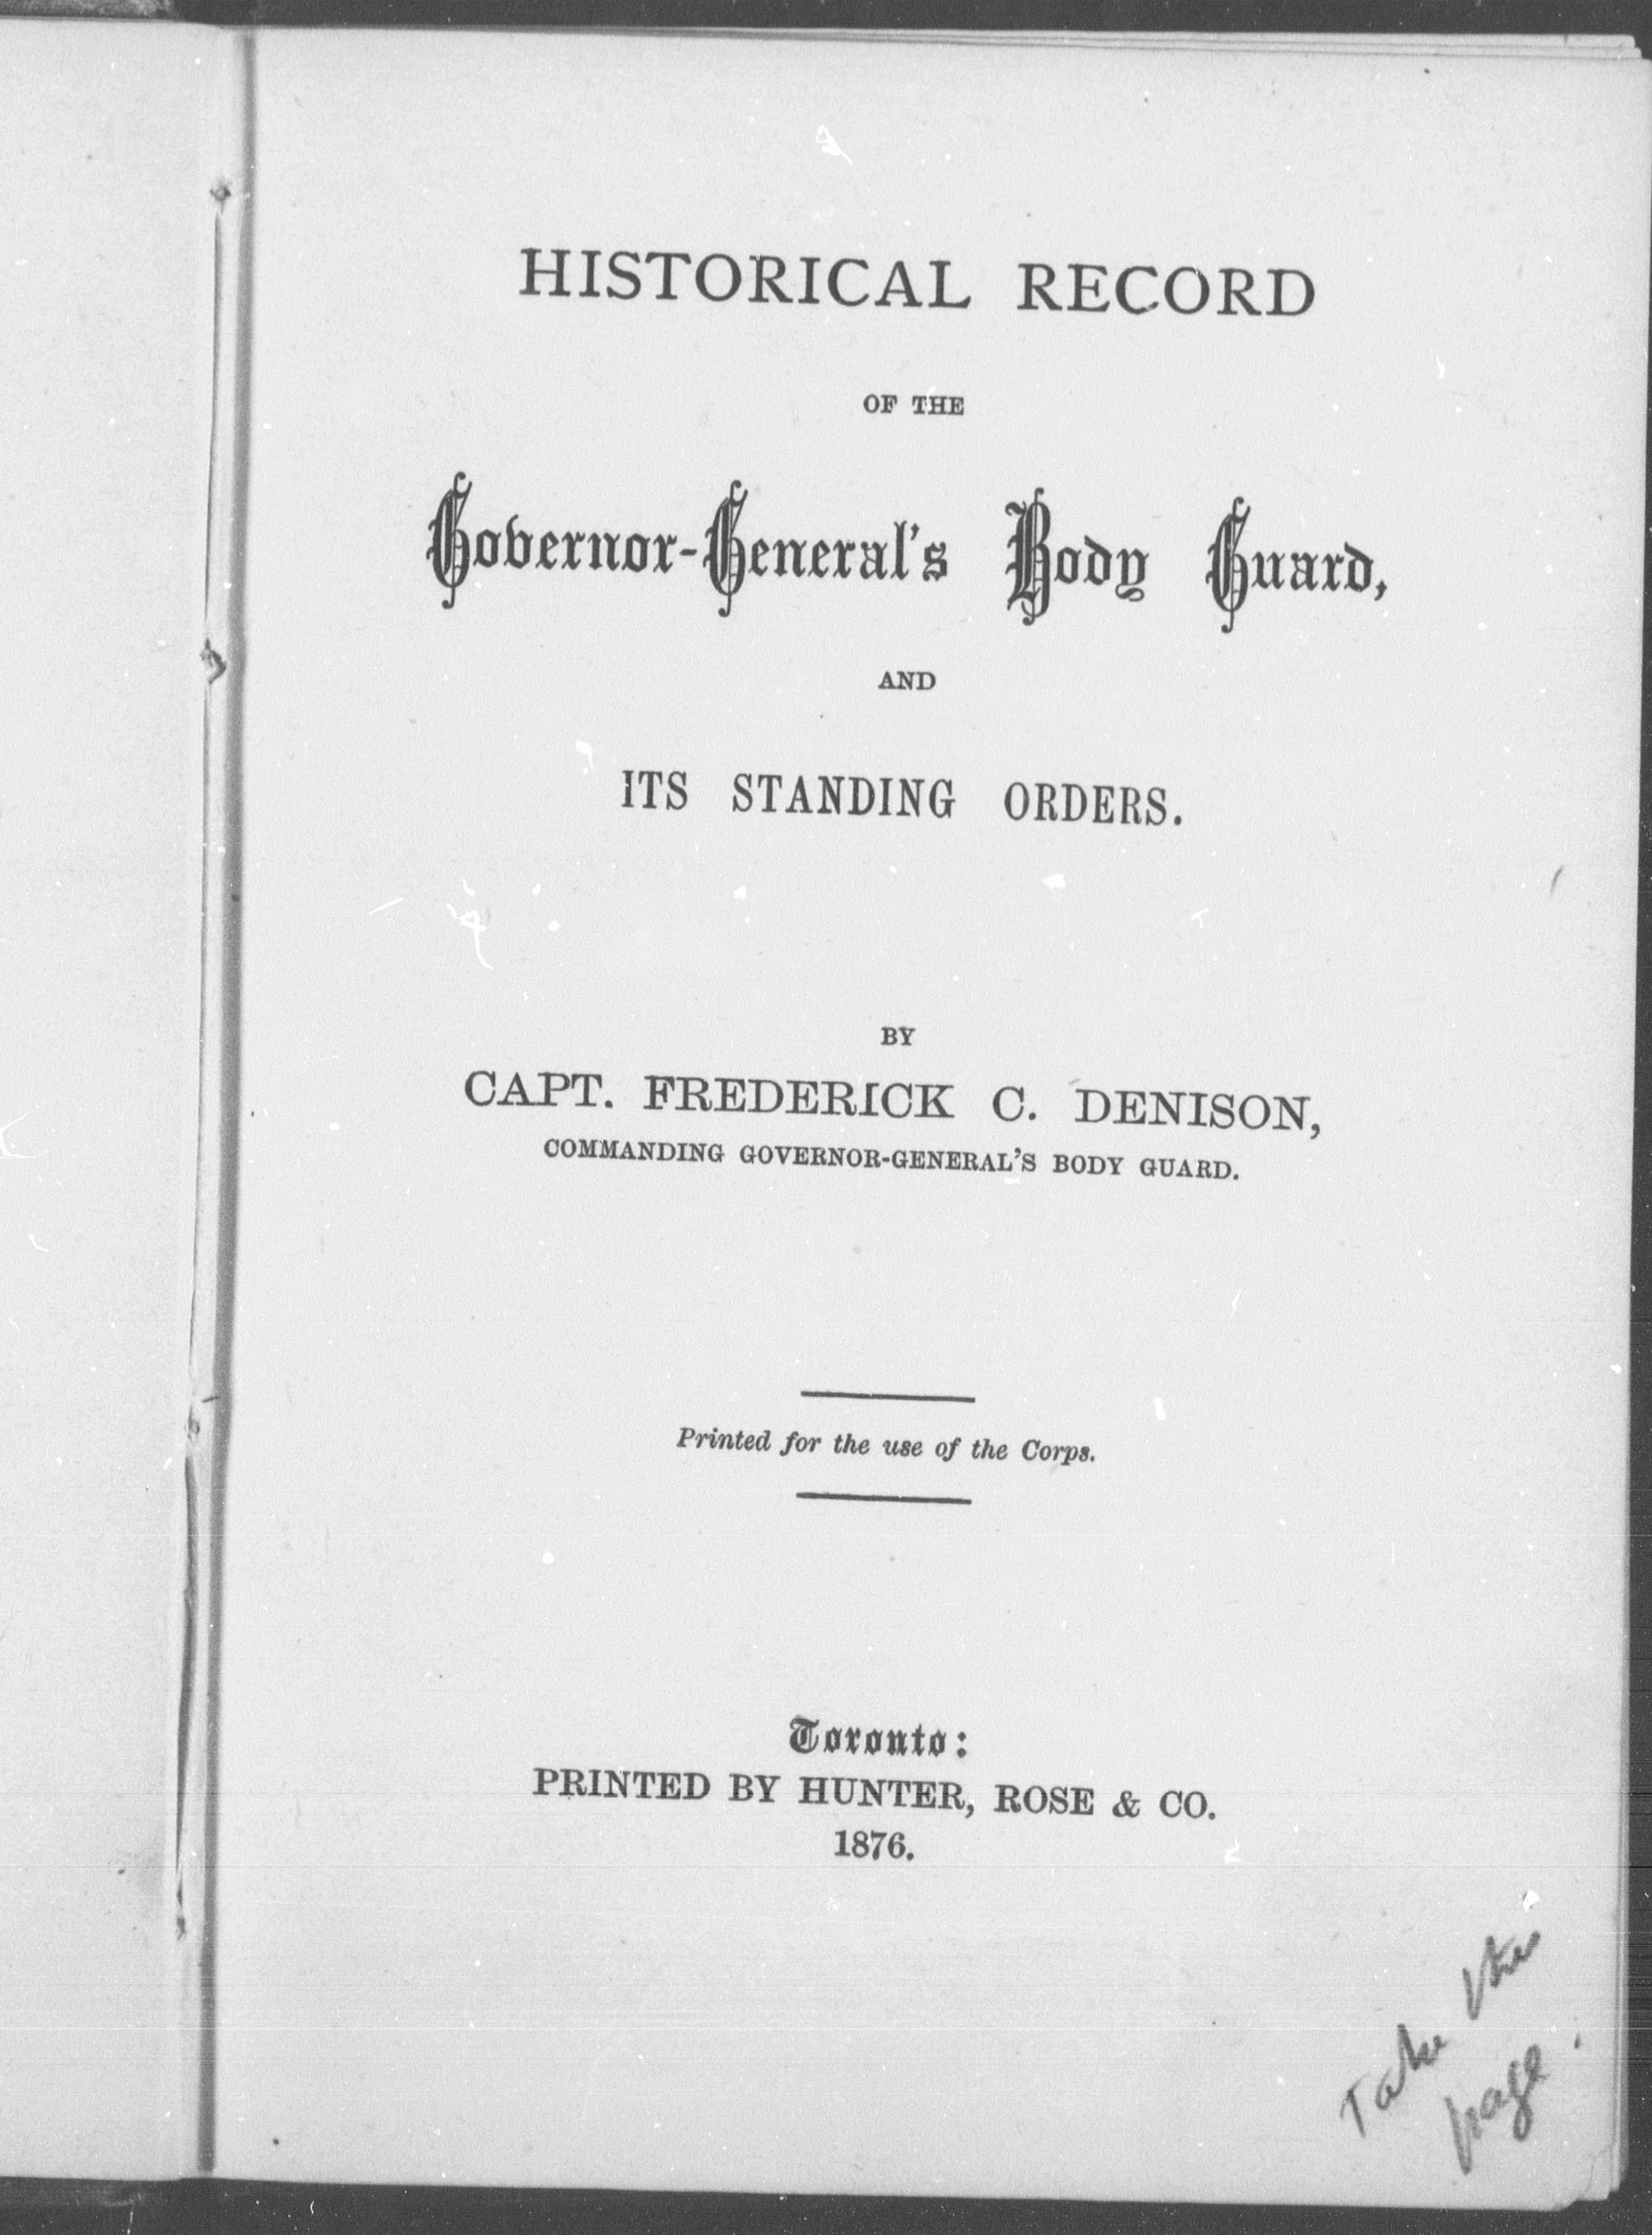 HISTORICAL RECORD
OF THE
Governor-General's Body Guard,
AND
ITS STANDING ORDERS.
BY
CAPT. FREDERICK C. DENISON,
COMMANDING GOVERNOR-GENERAL'S BODY GUARD.
Printed for the use of the Corps.
Toronto:
PRINTED BY HUNTER, ROSE & CO.
1876.
Take this
page.